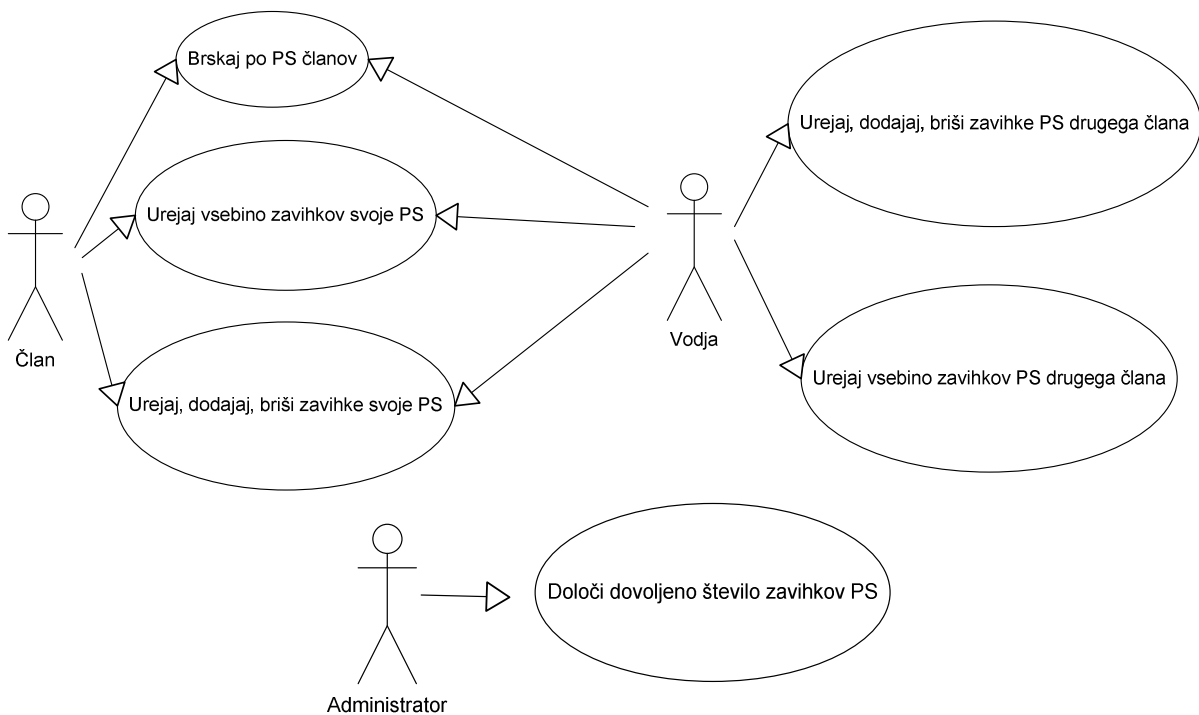 Brskaj po PS članov
Urejaj, dodajaj, briši zavihke PS drugega člana
Urejaj vsebino zavihkov svoje PS
Član
Vodja
Urejaj vsebino zavihkov PS drugega člana
Urejaj, dodajaj, briši zavihke svoje PS
Določi dovoljeno število zavihkov PS
Administrator